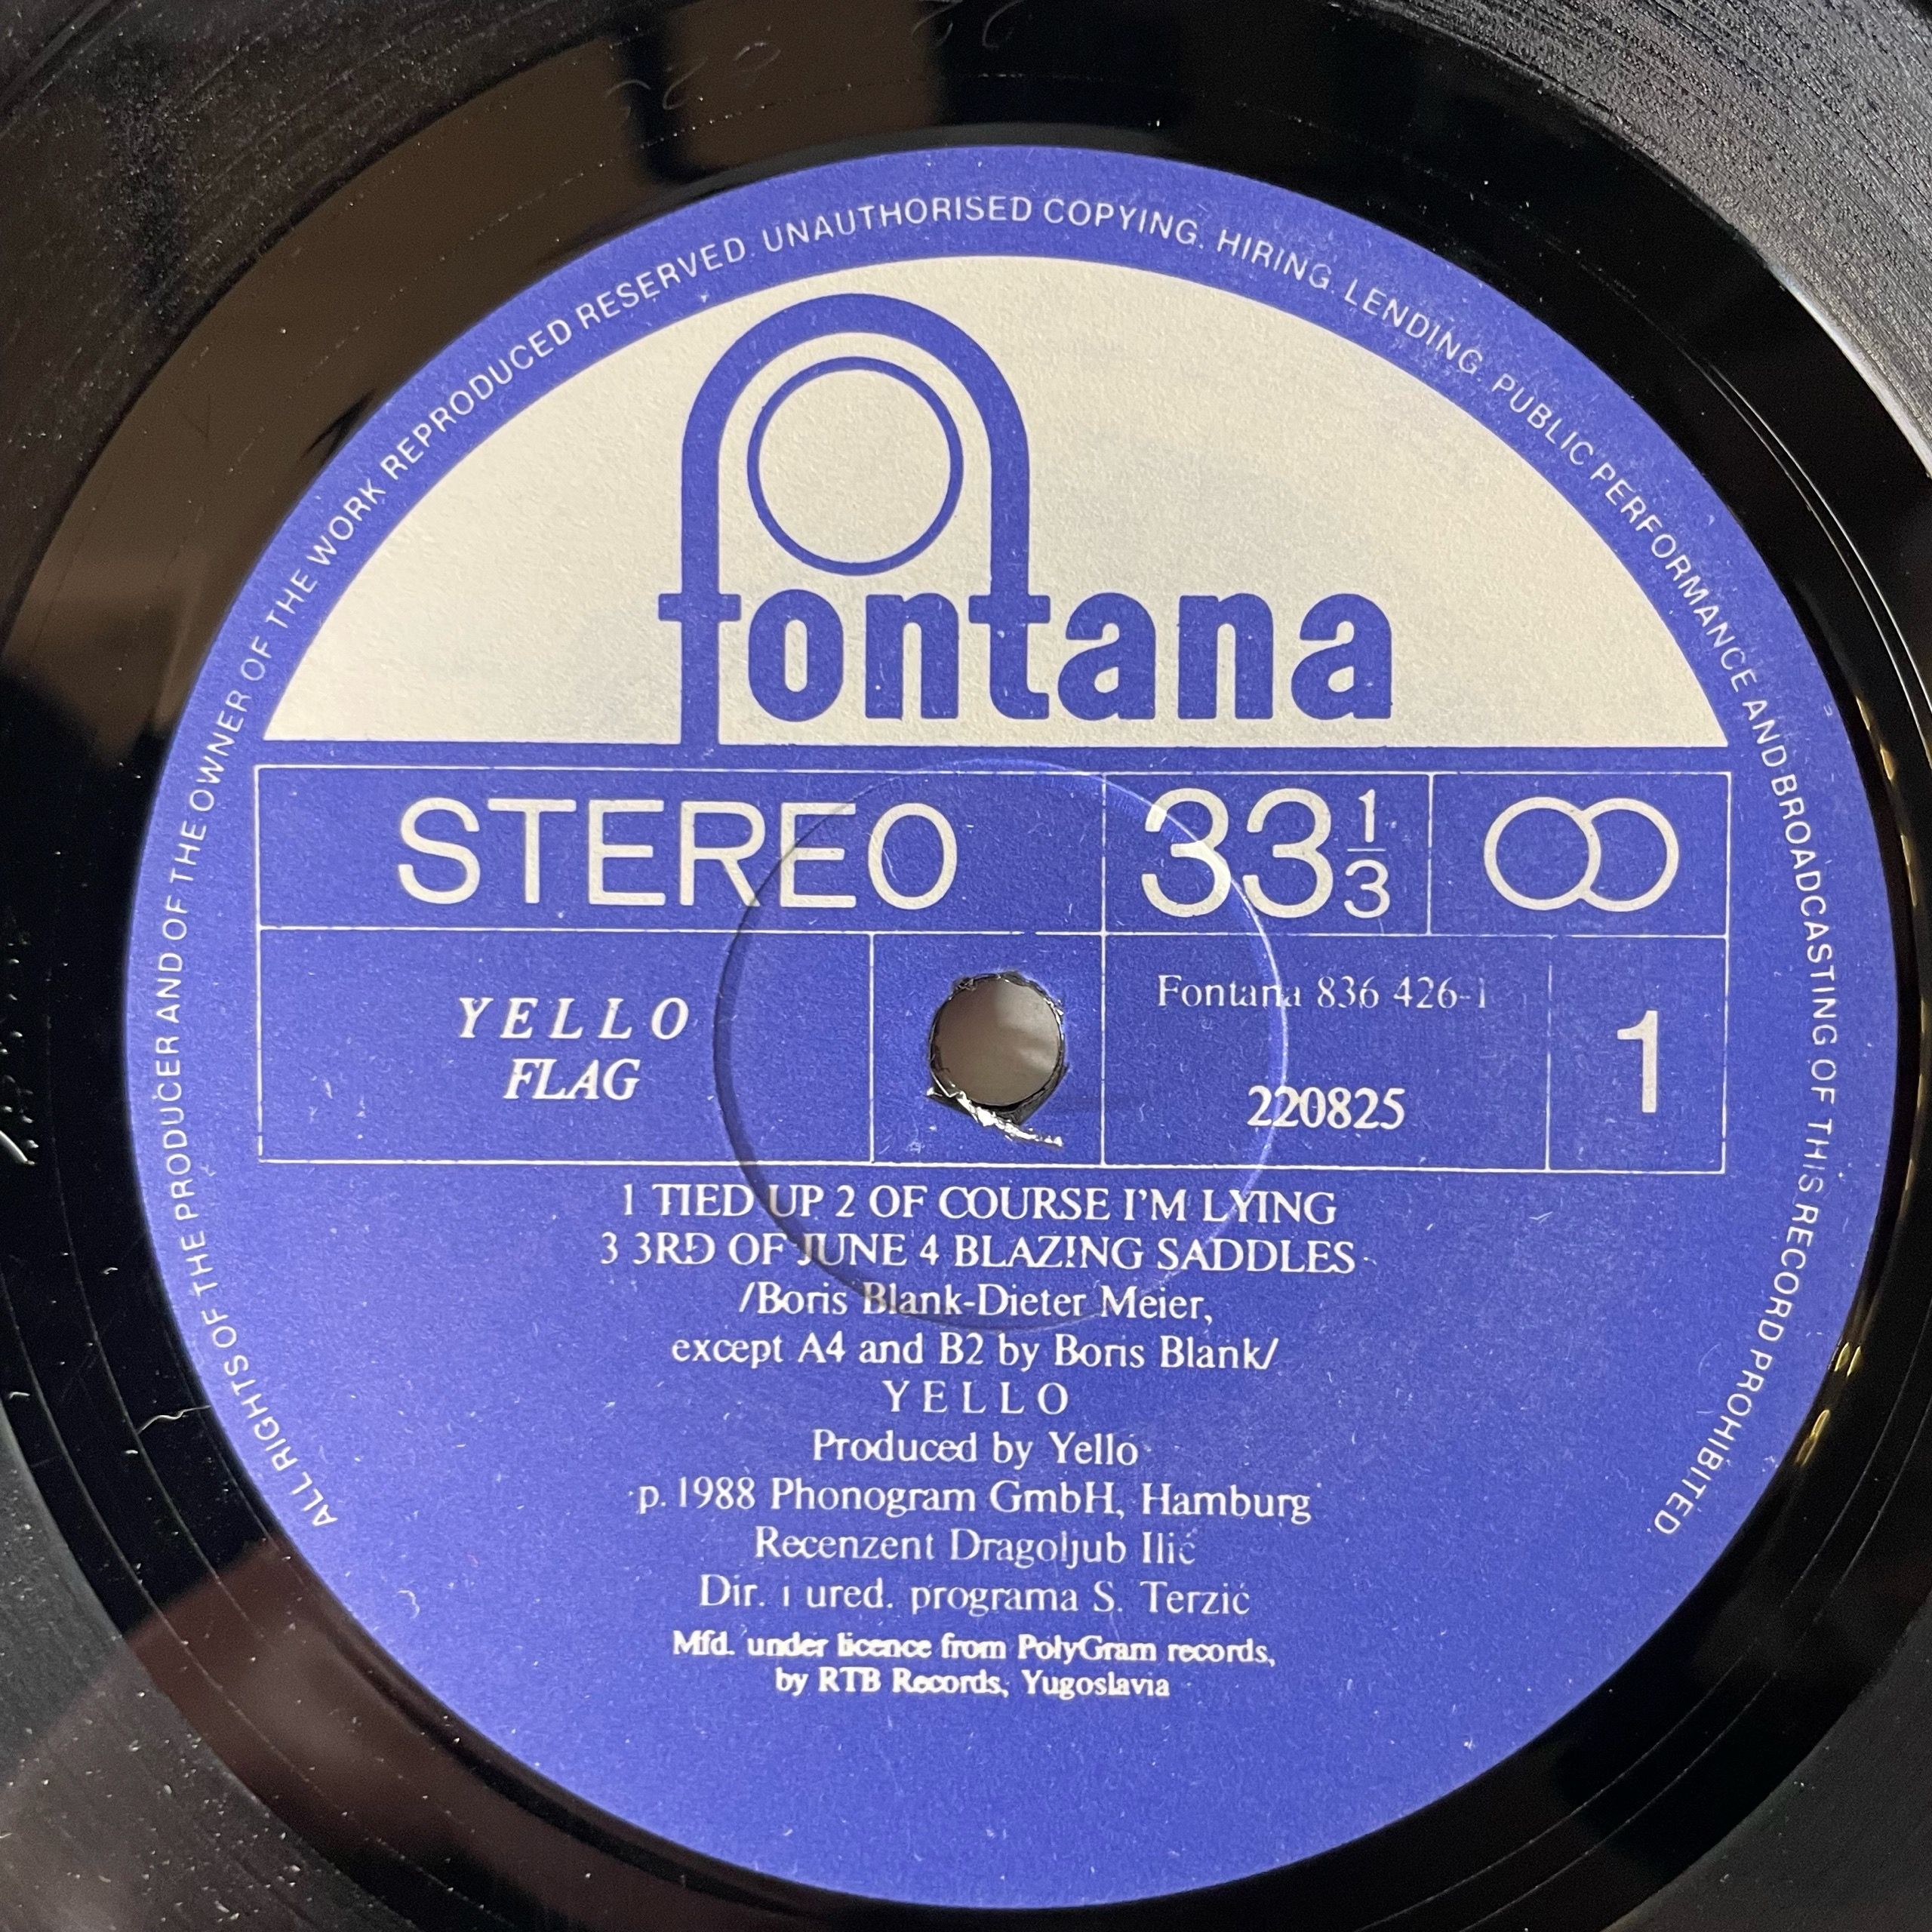 ALL RIGHTS OF THE PRODUCER AND OF THE OWNER OF THE WORK REPRODUCED RESERVED. UNAUTHORISED COPYING. HIRING. LENDING. PUBLIC PERFORMANCE AND BROADCASTING OF THIS RECORD PROHIBITED.
fontana
STEREO 33 1/3
YELLO
FLAG
Fontana 836 426-1
220825
1
1 TIED UP 2 OF COURSE I'M LYING
3 3RD OF JUNE 4 BLAZING SADDLES
/Boris Blank-Dieter Meier,
except A4 and B2 by Boris Blank/
YELLO
Produced by Yello
p. 1988 Phonogram GmbH, Hamburg
Recenzent Dragoljub Ilić
Dir. i ured. programa S. Terzić
Mfd. under licence from PolyGram records,
by RTB Records, Yugoslavia